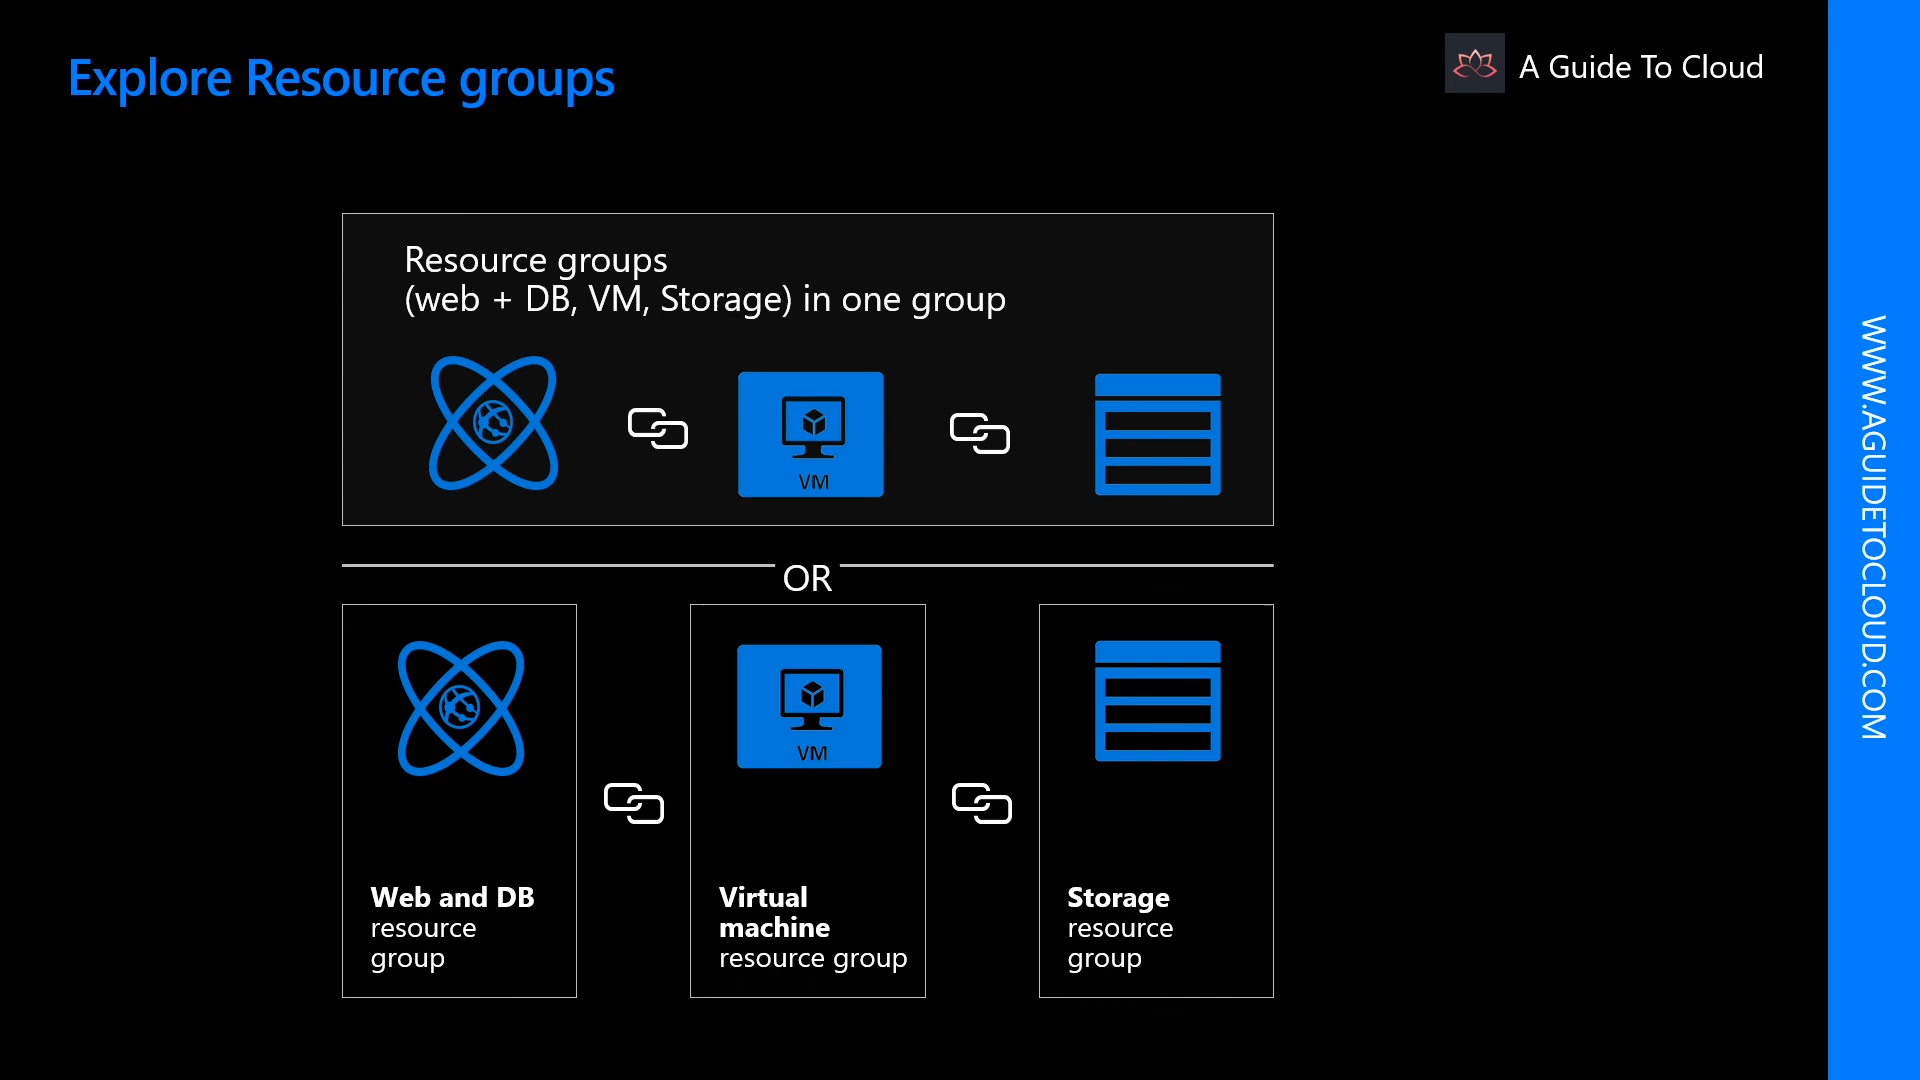 Explore Resource groups
A Guide To Cloud
Resource groups
(web + DB, VM, Storage) in one group
VM
OR
VM
Web and DB
resource
group
Virtual
machine
resource group
Storage
resource
group
WWW.AGUIDETOCLOUD.COM